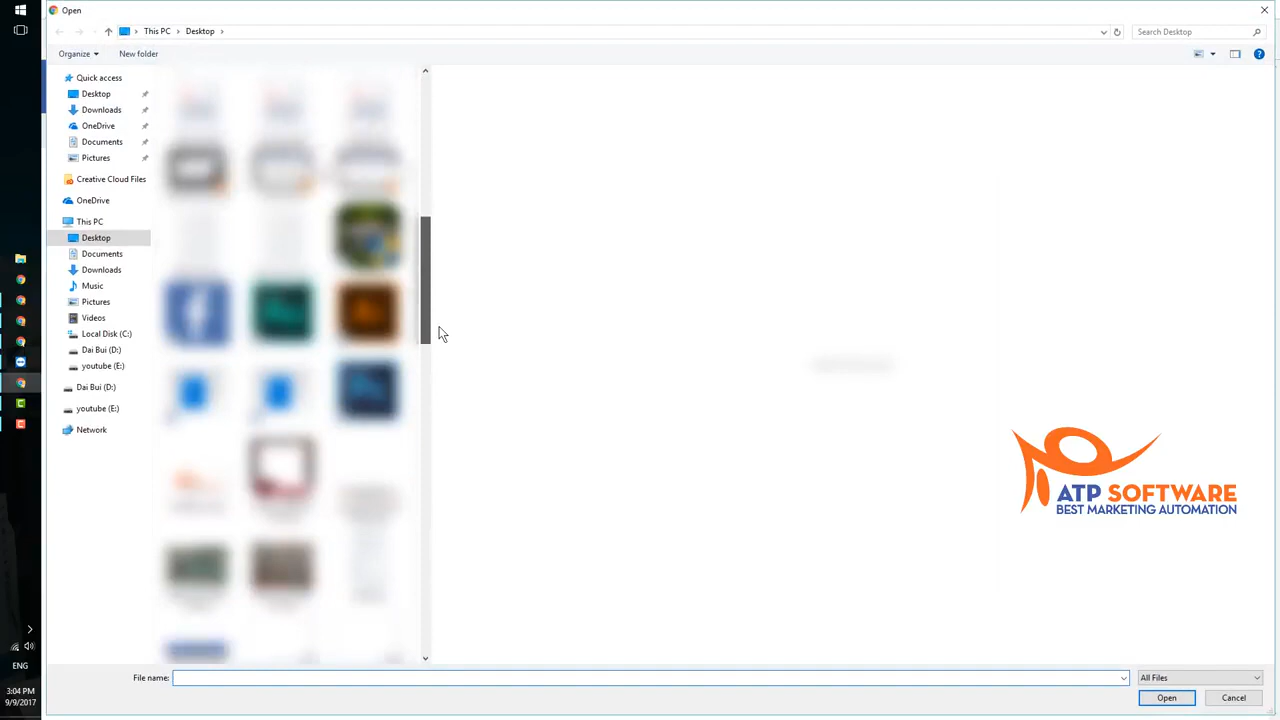 Open
This PC
Desktop
Search Desktop
Organize
New folder
Quick access
Desktop
Downloads
OneDrive
Documents
Pictures
Creative Cloud Files
OneDrive
This PC
Desktop
Documents
Downloads
Music
Pictures
Videos
Local Disk (C:)
Dai Bui (D:)
youtube (E:)
Dai Bui (D:)
youtube (E:)
Network
ATP SOFTWARE
BEST MARKETING AUTOMATION
ENG
3:04 PM
9/9/2017
File name:
All Files
Open
Cancel